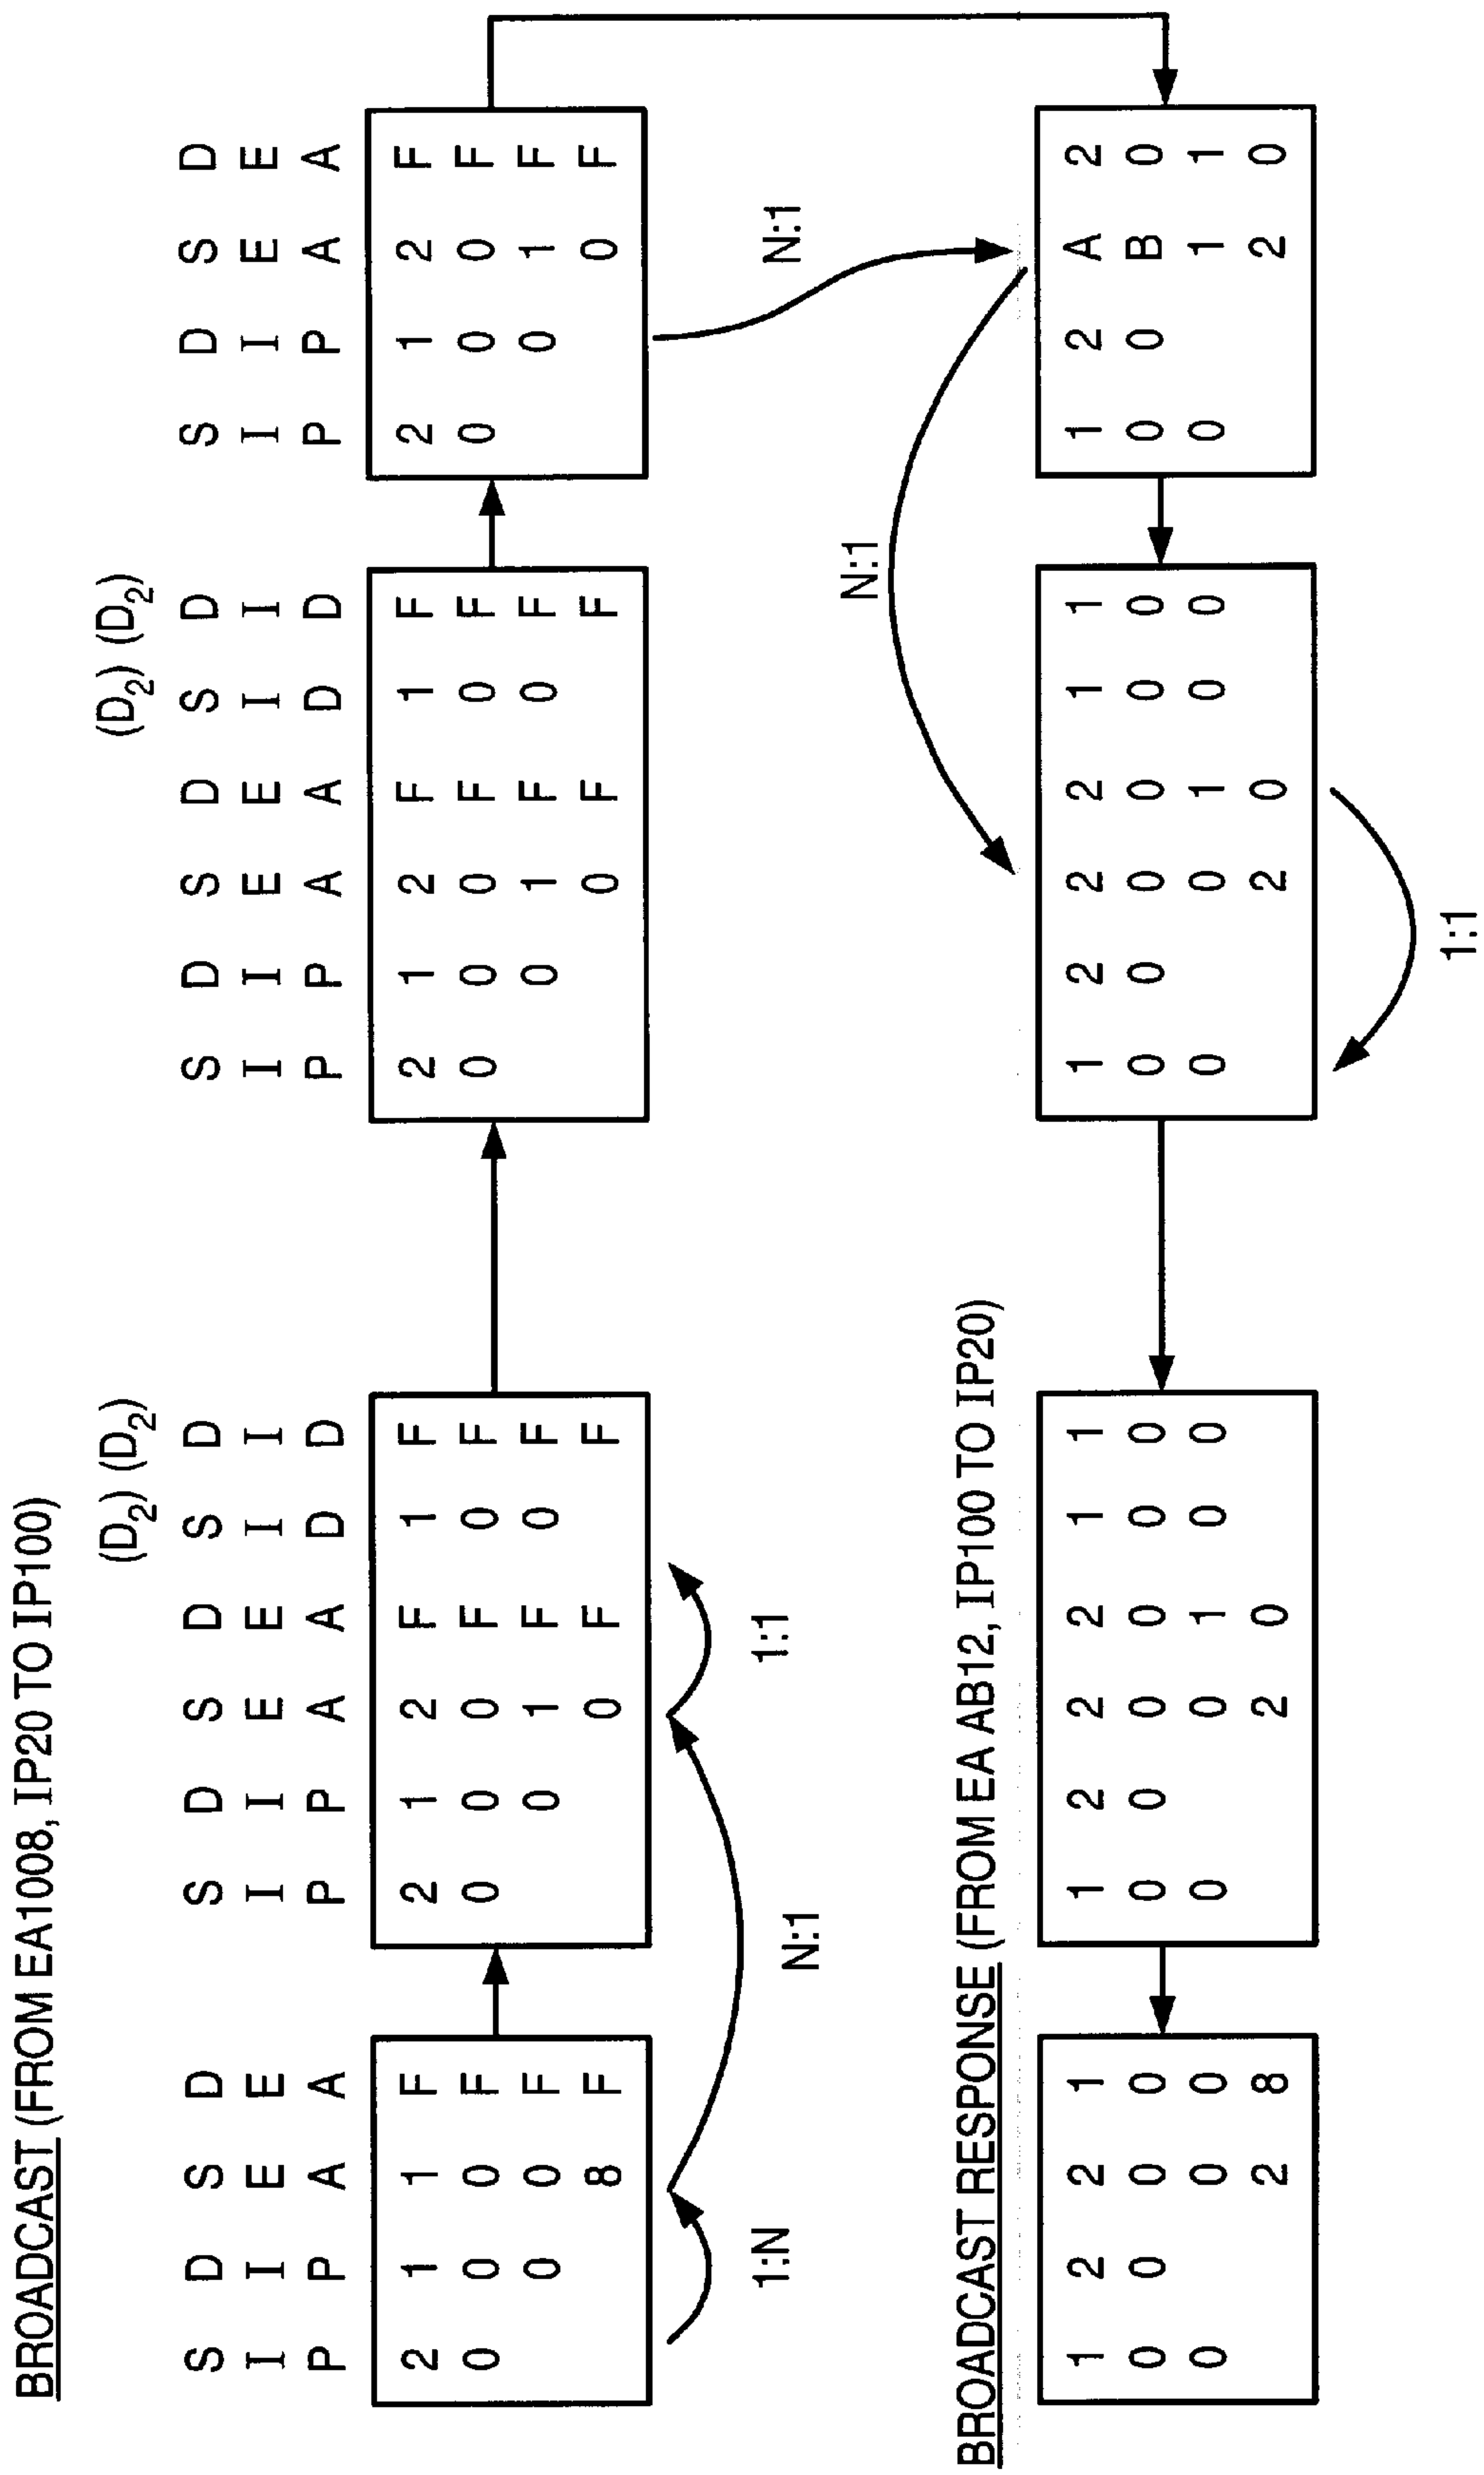 BROADCAST (FROM EA1008, IP20 TO IP100)
(D2) (D2) (D2) (D2)
S D S D S D S D S D S D S D S D S D S D
I I E E I I E E I I I I E E I I I I E E
P P A A P P A A D D P P A A D D P P A A
2 1 1 F 2 1 2 F 1 F 2 1 2 F 1 F 2 1 2 F
0 0 0 F 0 0 0 F 0 F 0 0 0 F 0 F 0 0 0 F
0 0 F 0 1 F 0 F 0 1 F 0 F 0 1 F
8 F 0 F F 0 F F 0 F
1:N 1:1 N:1
N:1
N:1
BROADCAST RESPONSE (FROM EA AB12, IP100 TO IP20)
1 2 2 1 1 2 2 2 1 1 1 2 2 2 1 1 1 2 A 2
0 0 0 0 0 0 0 0 0 0 0 0 0 0 0 0 0 0 B 0
0 0 0 0 0 1 0 0 0 0 1 0 0 0 1 1
2 8 2 0 2 0 2 0
1:1